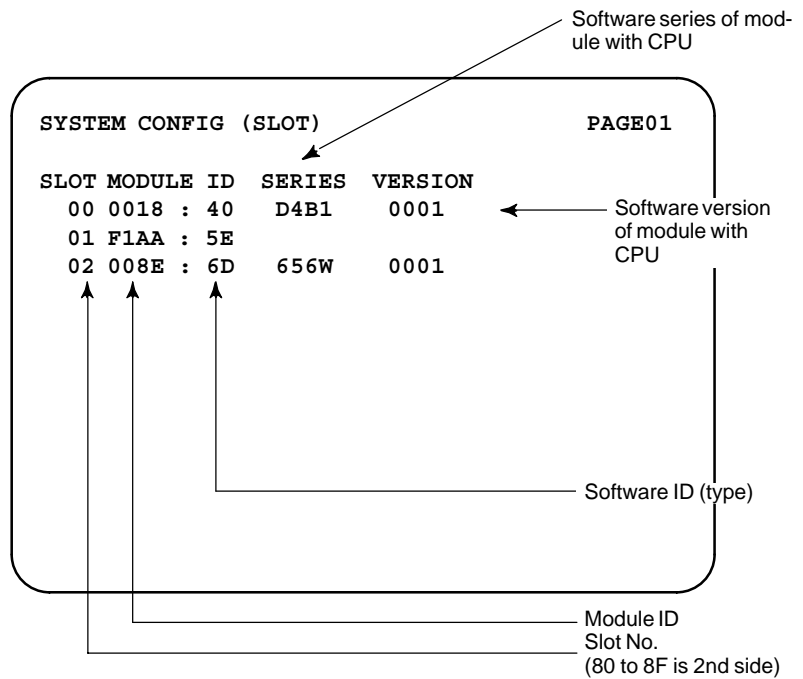 Software series of mod-
ule with CPU
SYSTEM CONFIG (SLOT) PAGE01
SLOT MODULE ID SERIES VERSION
00 0018 : 40 D4B1 0001
01 F1AA : 5E
02 008E : 6D 656W 0001
Software version
of module with
CPU
Software ID (type)
Module ID
Slot No.
(80 to 8F is 2nd side)